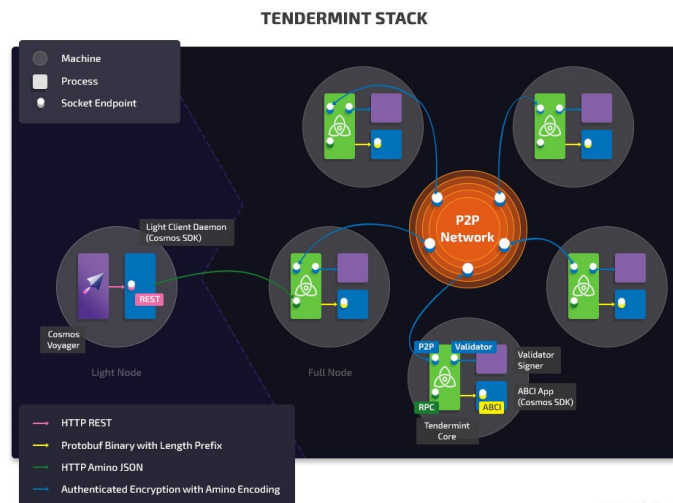 TENDERMINT STACK
Machine
Process
Socket Endpoint
P2P
Network
Light Client Daemon
(Cosmos SDK)
REST
Cosmos
Voyager
Light Node
Full Node
P2P
Validator
Validator
Signer
RPC
ABCI
ABCI App
(Cosmos SDK)
Tendermint
Core
HTTP REST
Protobuf Binary with Length Prefix
HTTP Amino JSON
Authenticated Encryption with Amino Encoding